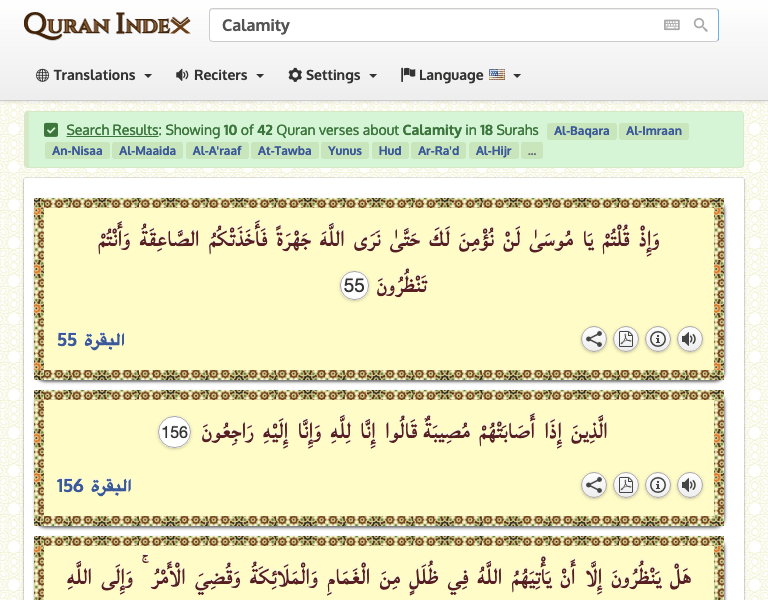 QURAN INDEX
Calamity
Translations Reciters Settings Language
Search Results: Showing 10 of 42 Quran verses about Calamity in 18 Surahs Al-Baqara Al-Imraan
An-Nisaa Al-Maaida Al-A'raaf At-Tawba Yunus Hud Ar-Ra'd Al-Hijr ...
وَإِذْ قُلْتُمْ يَا مُوسَىٰ لَنْ نُؤْمِنَ لَكَ حَتَّىٰ نَرَى اللَّهَ جَهْرَةً فَأَخَذَتْكُمُ الصَّاعِقَةُ وَأَنْتُمْ
تَنْظُرُونَ 55
البقرة 55
الَّذِينَ إِذَا أَصَابَتْهُمْ مُصِيبَةٌ قَالُوا إِنَّا لِلَّهِ وَإِنَّا إِلَيْهِ رَاجِعُونَ 156
البقرة 156
هَلْ يَنْظُرُونَ إِلَّا أَنْ يَأْتِيَهُمُ اللَّهُ فِي ظُلَلٍ مِنَ الْغَمَامِ وَالْمَلَائِكَةُ وَقُضِيَ الْأَمْرُ ۚ وَإِلَى اللَّهِ